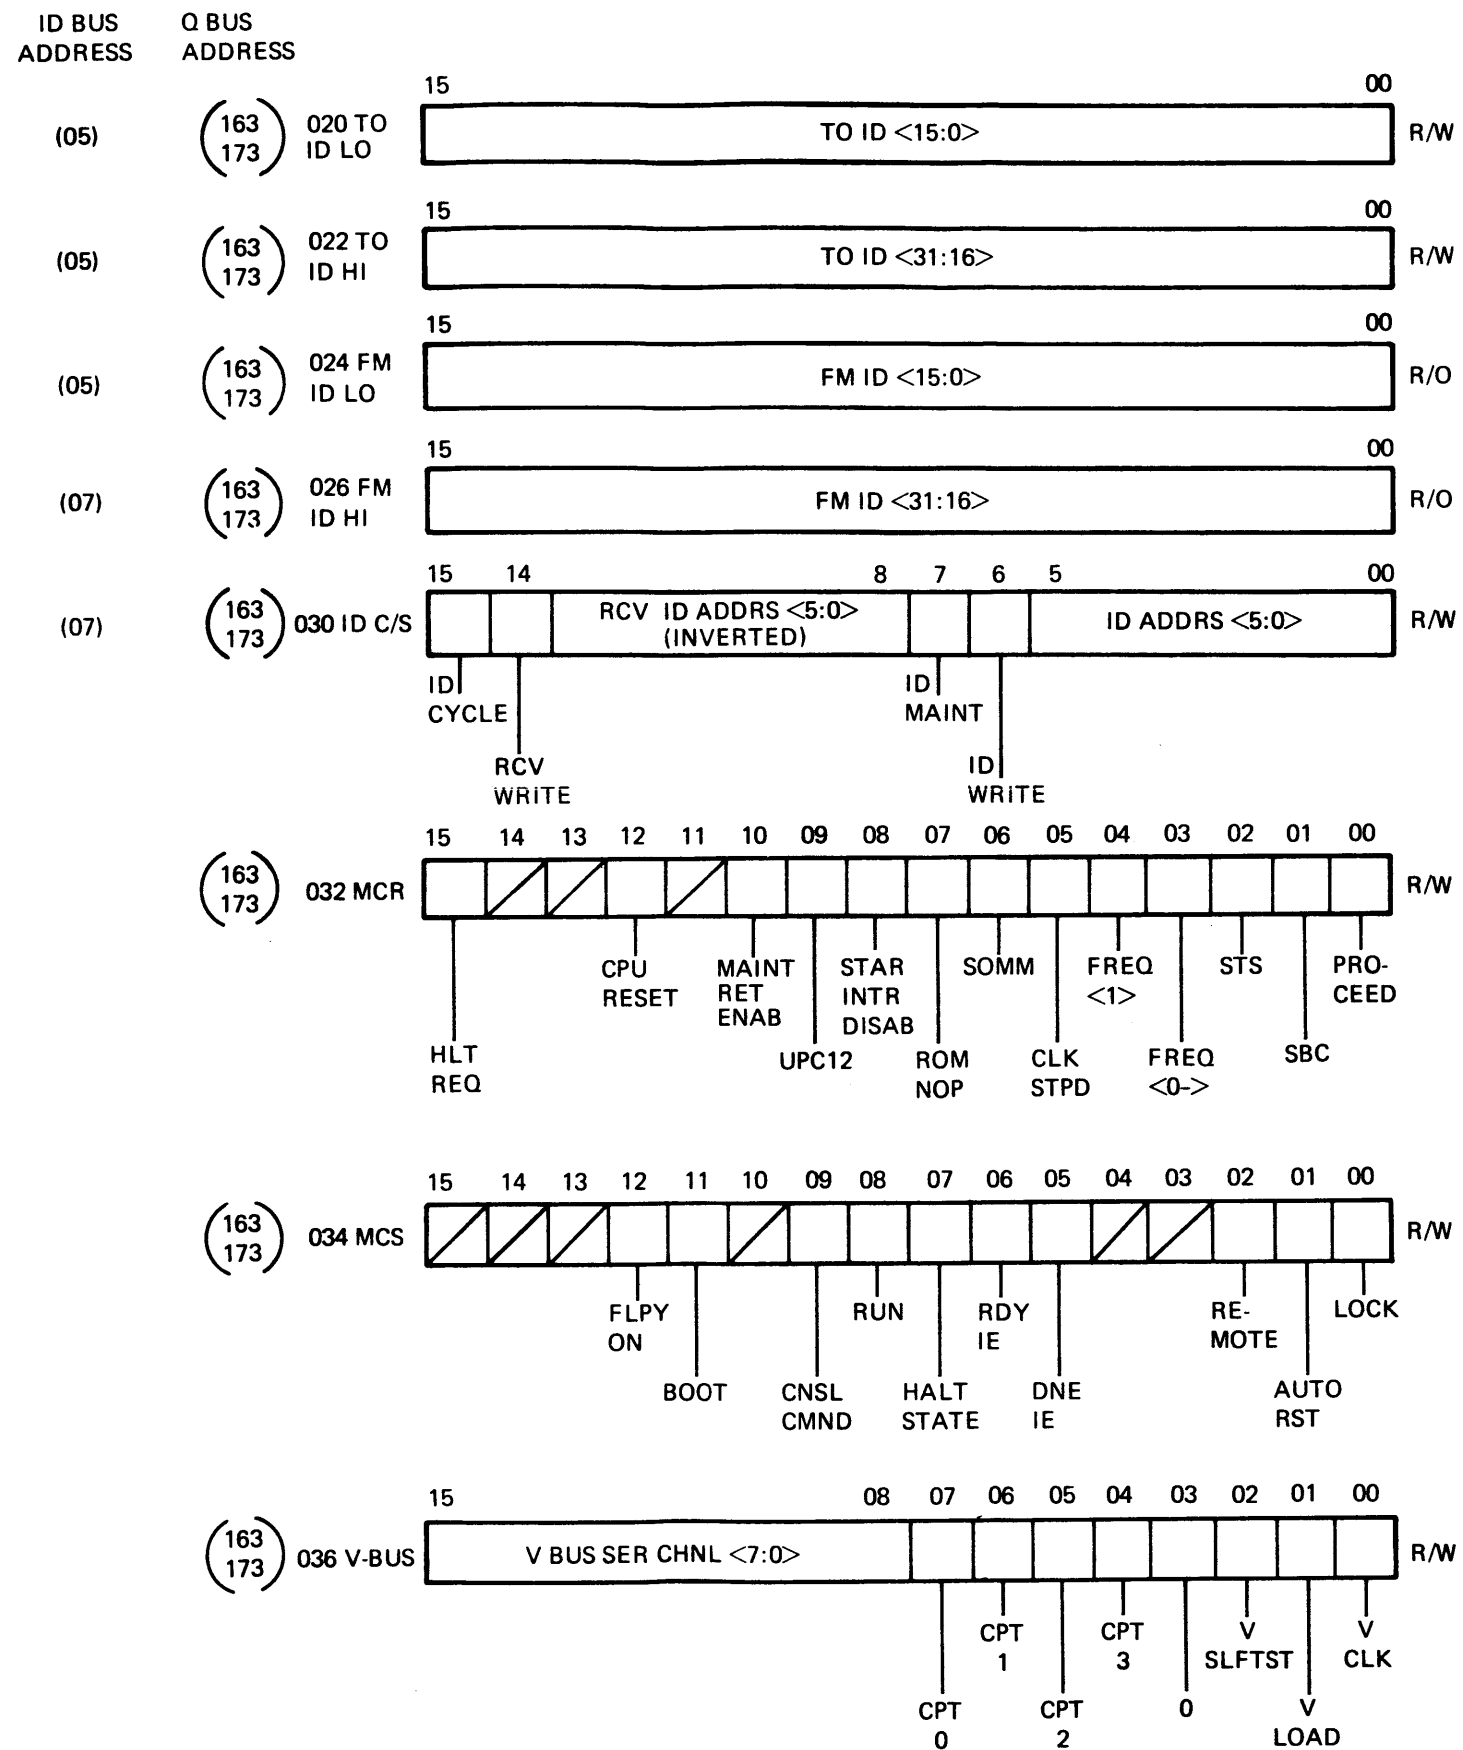 ID BUS Q BUS
ADDRESS ADDRESS
15 00
(05) (163 173) 020 TO ID LO TO ID <15:0> R/W
15 00
(05) (163 173) 022 TO ID HI TO ID <31:16> R/W
15 00
(05) (163 173) 024 FM ID LO FM ID <15:0> R/O
15 00
(07) (163 173) 026 FM ID HI FM ID <31:16> R/O
15 14 8 7 6 5 00
(07) (163 173) 030 ID C/S RCV ID ADDRS <5:0> (INVERTED) ID ADDRS <5:0> R/W
ID CYCLE
ID MAINT
RCV WRITE
ID WRITE
15 14 13 12 11 10 09 08 07 06 05 04 03 02 01 00
(163 173) 032 MCR R/W
CPU RESET
MAINT RET ENAB
STAR INTR DISAB
SOMM
FREQ <1>
STS
PRO-CEED
HLT REQ
UPC12
ROM NOP
CLK STPD
FREQ <0->
SBC
15 14 13 12 11 10 09 08 07 06 05 04 03 02 01 00
(163 173) 034 MCS R/W
FLPY ON
RUN
RDY IE
RE-MOTE
LOCK
BOOT
CNSL CMND
HALT STATE
DNE IE
AUTO RST
15 08 07 06 05 04 03 02 01 00
(163 173) 036 V-BUS V BUS SER CHNL <7:0> R/W
CPT 1
CPT 3
V SLFTST
V CLK
CPT 0
CPT 2
0
V LOAD